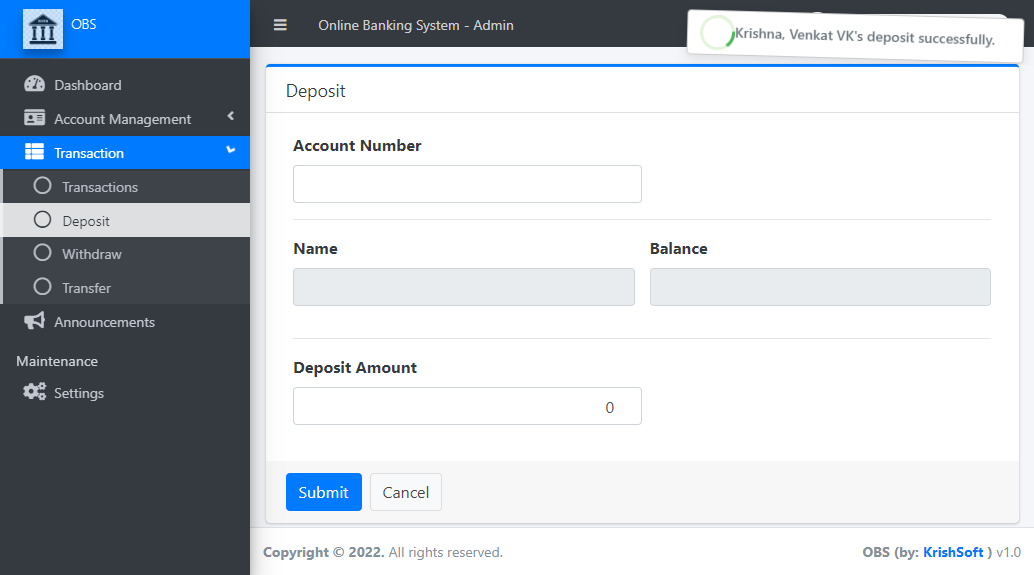 OBS
Online Banking System - Admin
Krishna, Venkat VK's deposit successfully.
Dashboard
Account Management
Transaction
Transactions
Deposit
Withdraw
Transfer
Announcements
Maintenance
Settings
Deposit
Account Number
Name
Balance
Deposit Amount
0
Submit
Cancel
Copyright © 2022. All rights reserved.
OBS (by: KrishSoft ) v1.0